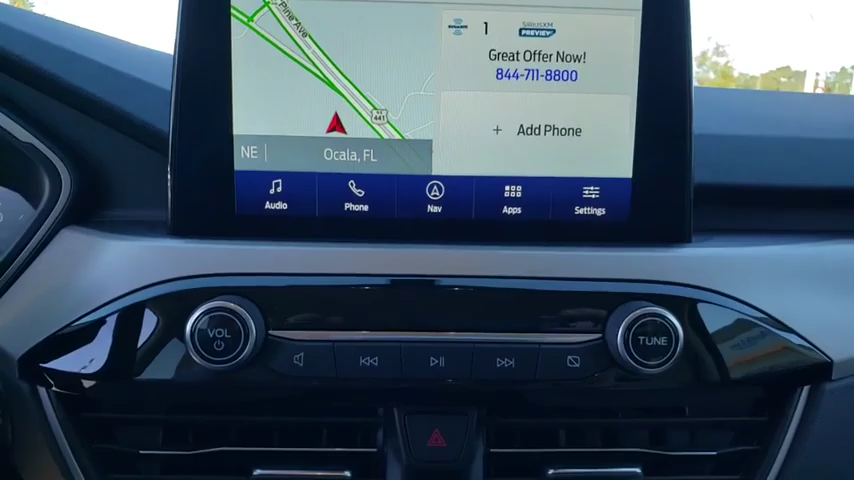 Pine Ave
1
SIRIUSXM
PREVIEW
Great Offer Now!
844-711-8800
441
+ Add Phone
NE
Ocala, FL
Audio
Phone
Nav
Apps
Settings
VOL
TUNE